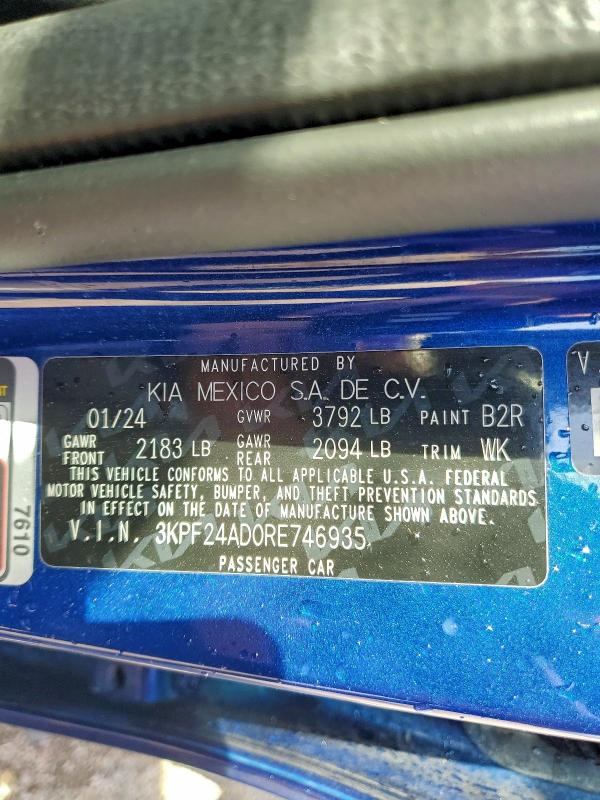 MANUFACTURED BY
KIA MEXICO S.A. DE C.V.
01/24 GVWR 3792 LB PAINT B2R
GAWR FRONT 2183 LB GAWR REAR 2094 LB TRIM WK
THIS VEHICLE CONFORMS TO ALL APPLICABLE U.S.A. FEDERAL
MOTOR VEHICLE SAFETY, BUMPER, AND THEFT PREVENTION STANDARDS
IN EFFECT ON THE DATE OF MANUFACTURE SHOWN ABOVE.
V.I.N. 3KPF24AD0RE746935
PASSENGER CAR
7610
A